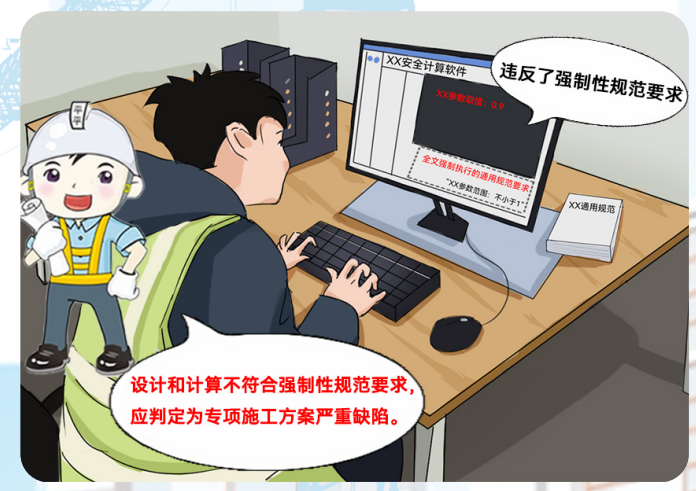 XX安全计算软件
违反了强制性规范要求
XX参数取值：0.9
全文强制执行的通用规范要求
"XX参数范围：不小于1"
XX通用规范
平
平
设计和计算不符合强制性规范要求,
应判定为专项施工方案严重缺陷。